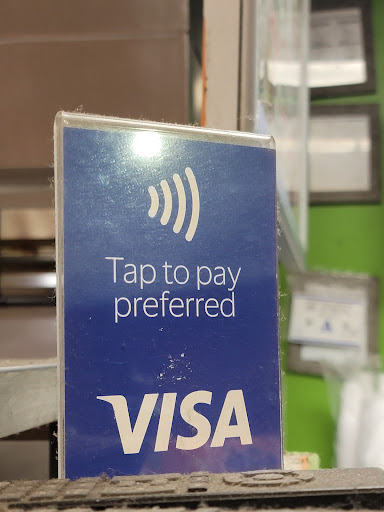 Tap to pay
preferred
VISA